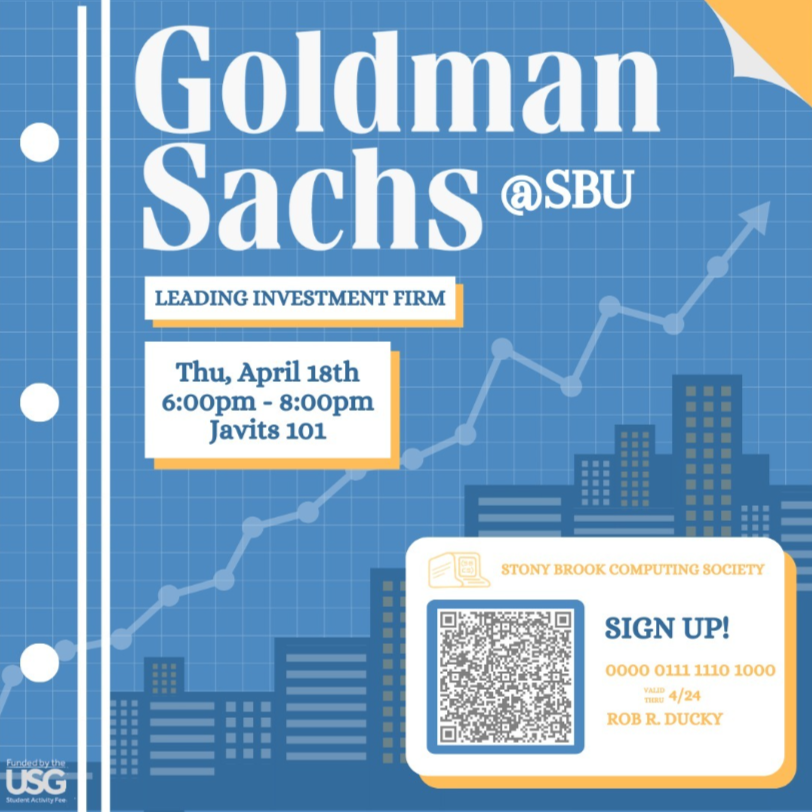 Goldman
Sachs @SBU
LEADING INVESTMENT FIRM
Thu, April 18th
6:00pm - 8:00pm
Javits 101
STONY BROOK COMPUTING SOCIETY
SIGN UP!
0000 0111 1110 1000
VALID
THRU 4/24
ROB R. DUCKY
Funded by the
USG
Student Activity Fee.